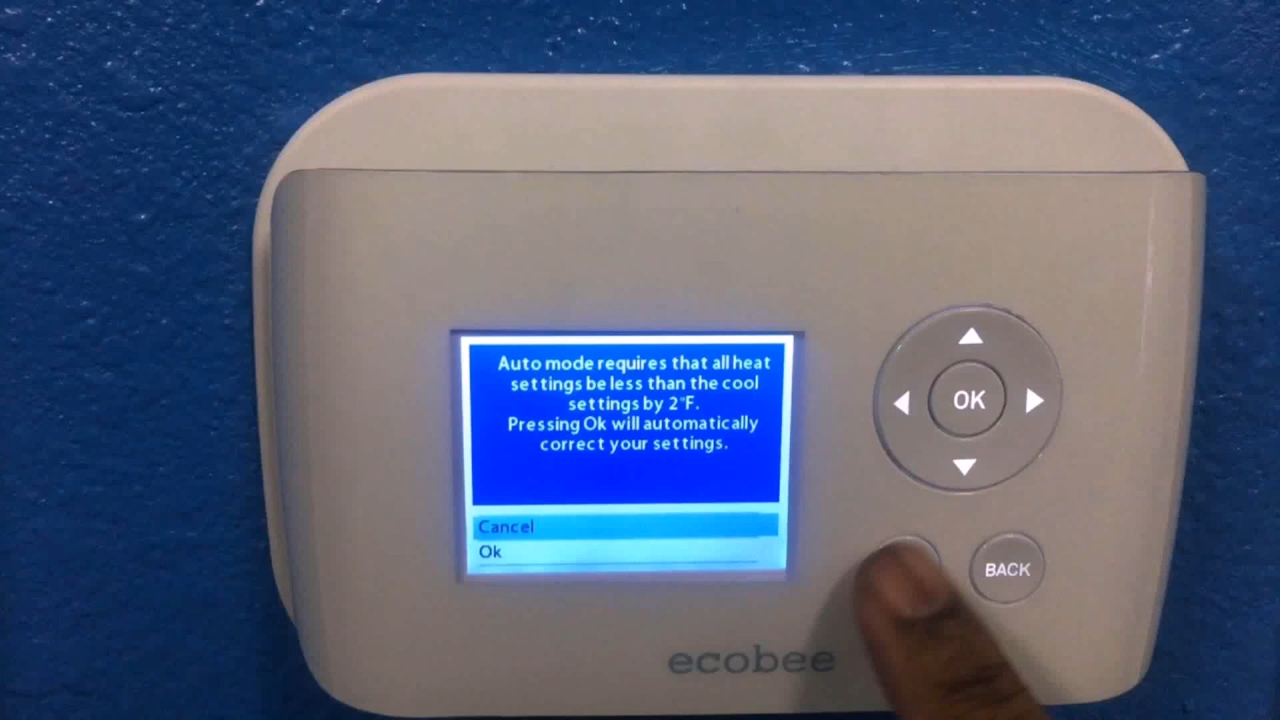 Auto mode requires that all heat
settings be less than the cool
settings by 2°F.
Pressing Ok will automatically
correct your settings.
Cancel
Ok
OK
BACK
ecobee